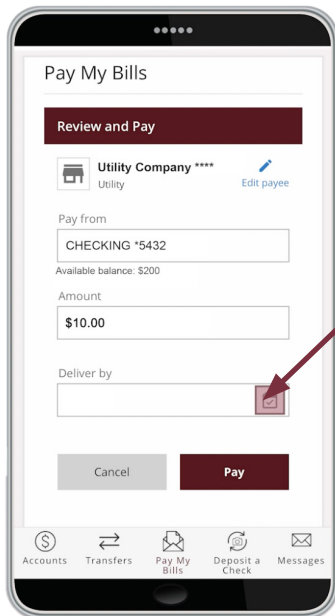 Pay My Bills
Review and Pay
Utility Company ****
Utility
Edit payee
Pay from
CHECKING *5432
Available balance: $200
Amount
$10.00
Deliver by
Cancel
Pay
Accounts
Transfers
Pay My
Bills
Deposit a
Check
Messages